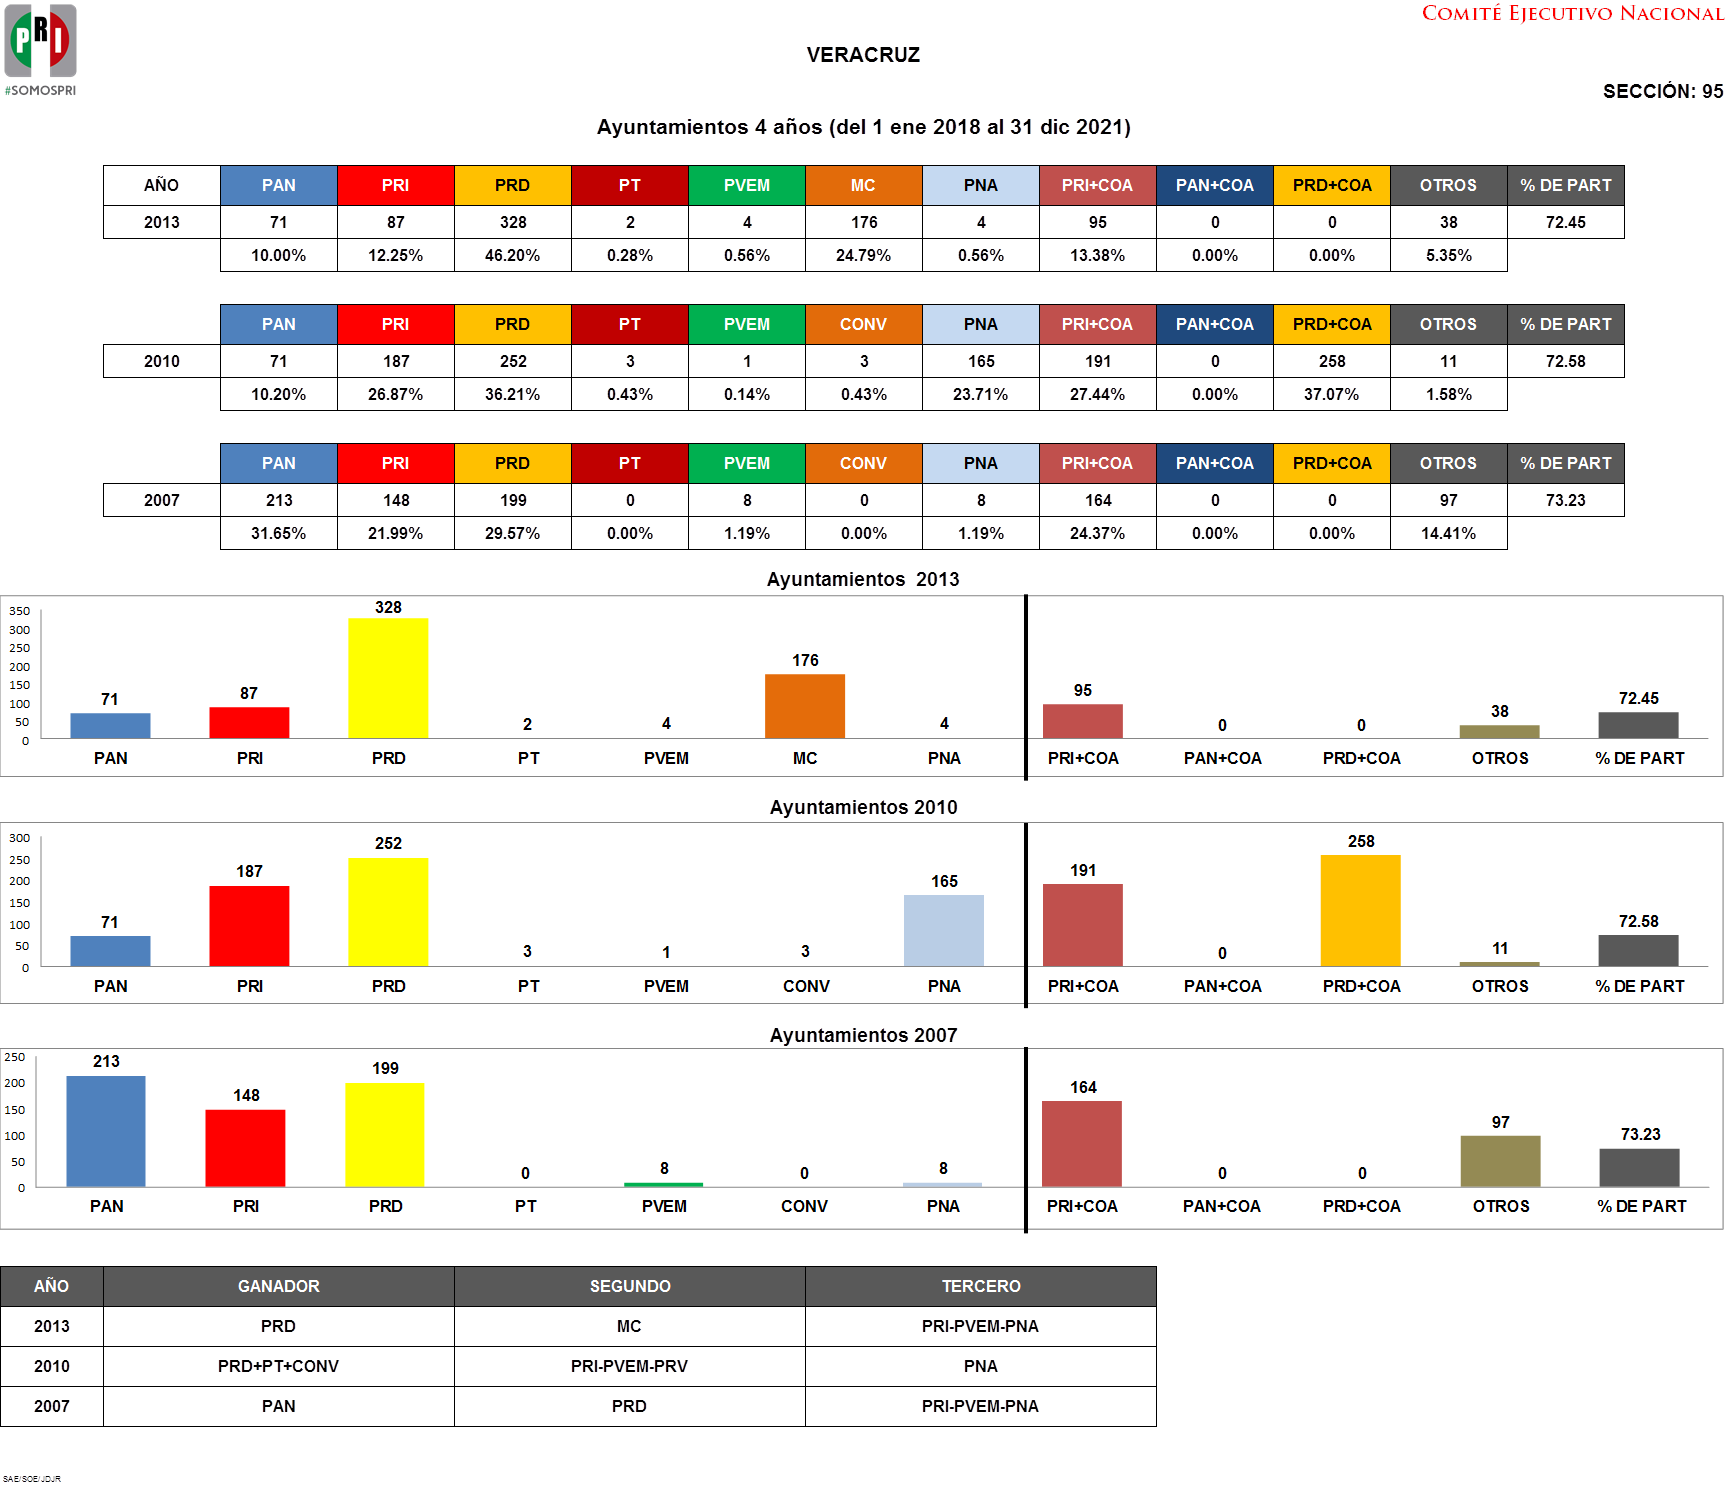 PRI
#SOMOSPRI
COMITÉ EJECUTIVO NACIONAL
VERACRUZ
SECCIÓN: 95
Ayuntamientos 4 años (del 1 ene 2018 al 31 dic 2021)
AÑO PAN PRI PRD PT PVEM MC PNA PRI+COA PAN+COA PRD+COA OTROS % DE PART
2013 71 87 328 2 4 176 4 95 0 0 38 72.45
10.00% 12.25% 46.20% 0.28% 0.56% 24.79% 0.56% 13.38% 0.00% 0.00% 5.35%
PAN PRI PRD PT PVEM CONV PNA PRI+COA PAN+COA PRD+COA OTROS % DE PART
2010 71 187 252 3 1 3 165 191 0 258 11 72.58
10.20% 26.87% 36.21% 0.43% 0.14% 0.43% 23.71% 27.44% 0.00% 37.07% 1.58%
PAN PRI PRD PT PVEM CONV PNA PRI+COA PAN+COA PRD+COA OTROS % DE PART
2007 213 148 199 0 8 0 8 164 0 0 97 73.23
31.65% 21.99% 29.57% 0.00% 1.19% 0.00% 1.19% 24.37% 0.00% 0.00% 14.41%
Ayuntamientos 2013
350
300
250
200
150
100
50
0
71 87 328 2 4 176 4 95 0 0 38 72.45
PAN PRI PRD PT PVEM MC PNA PRI+COA PAN+COA PRD+COA OTROS % DE PART
Ayuntamientos 2010
300
250
200
150
100
50
0
71 187 252 3 1 3 165 191 0 258 11 72.58
PAN PRI PRD PT PVEM CONV PNA PRI+COA PAN+COA PRD+COA OTROS % DE PART
Ayuntamientos 2007
250
200
150
100
50
0
213 148 199 0 8 0 8 164 0 0 97 73.23
PAN PRI PRD PT PVEM CONV PNA PRI+COA PAN+COA PRD+COA OTROS % DE PART
AÑO GANADOR SEGUNDO TERCERO
2013 PRD MC PRI-PVEM-PNA
2010 PRD+PT+CONV PRI-PVEM-PRV PNA
2007 PAN PRD PRI-PVEM-PNA
SAE/SOE/JDJR